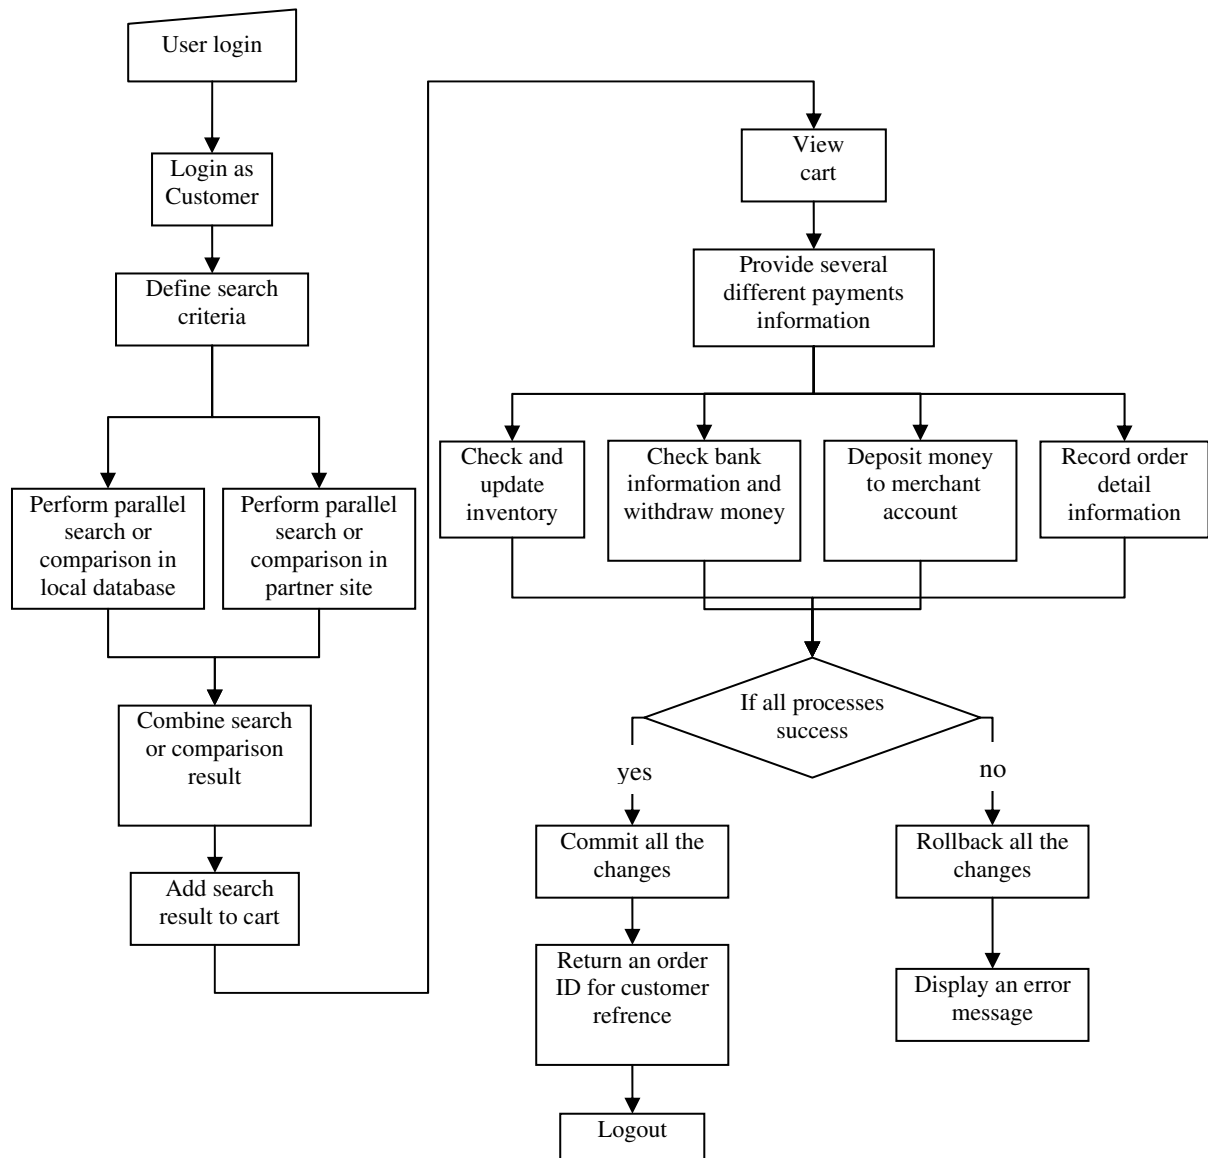 User login
Login as
Customer
Define search
criteria
Perform parallel
search or
comparison in
local database
Perform parallel
search or
comparison in
partner site
Combine search
or comparison
result
Add search
result to cart
View
cart
Provide several
different payments
information
Check and
update
inventory
Check bank
information and
withdraw money
Deposit money
to merchant
account
Record order
detail
information
If all processes
success
yes
no
Commit all the
changes
Rollback all the
changes
Return an order
ID for customer
refrence
Display an error
message
Logout